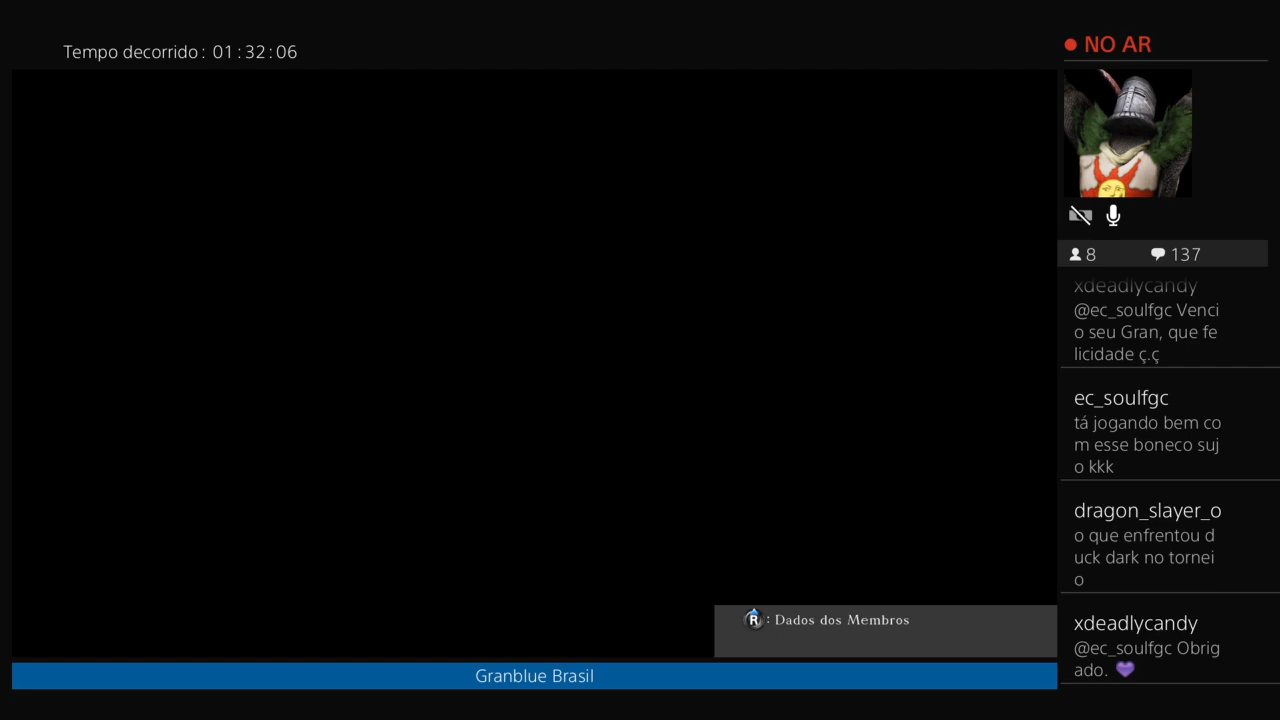 Tempo decorrido: 01:32:06
NO AR
8 137
xdeadlycandy
@ec_soulfgc Venci
o seu Gran, que fe
licidade ç.ç
ec_soulfgc
tá jogando bem co
m esse boneco suj
o kkk
dragon_slayer_o
o que enfrentou d
uck dark no tornei
o
xdeadlycandy
@ec_soulfgc Obrig
ado. 💜
R: Dados dos Membros
Granblue Brasil